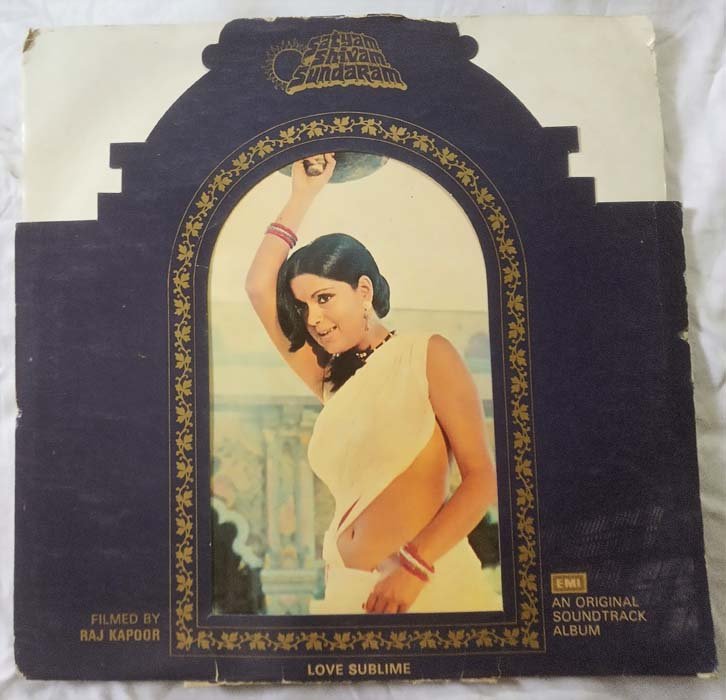 Satyam
Shivam
Sundaram
FILMED BY
RAJ KAPOOR
EMI
AN ORIGINAL
SOUNDTRACK
ALBUM
LOVE SUBLIME